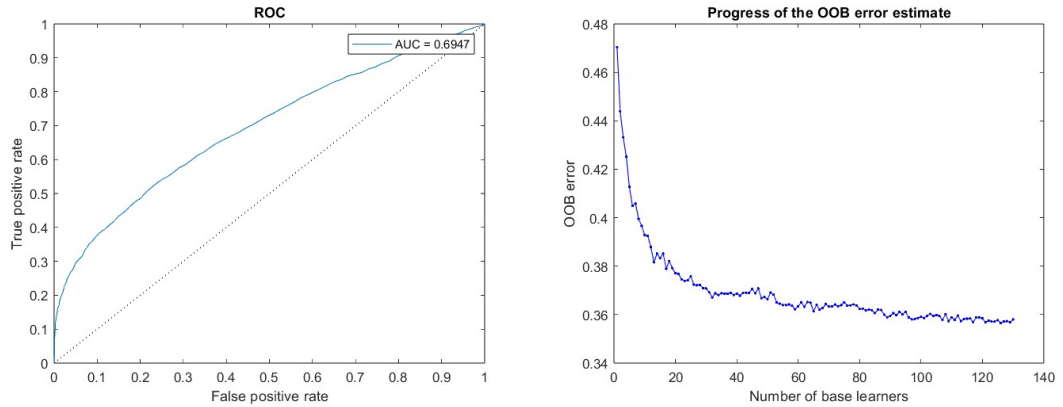 ROC
AUC = 0.6947
1
0.9
0.8
0.7
0.6
0.5
0.4
0.3
0.2
0.1
0
True positive rate
0 0.1 0.2 0.3 0.4 0.5 0.6 0.7 0.8 0.9 1
False positive rate
Progress of the OOB error estimate
0.48
0.46
0.44
0.42
0.4
0.38
0.36
0.34
OOB error
0 20 40 60 80 100 120 140
Number of base learners